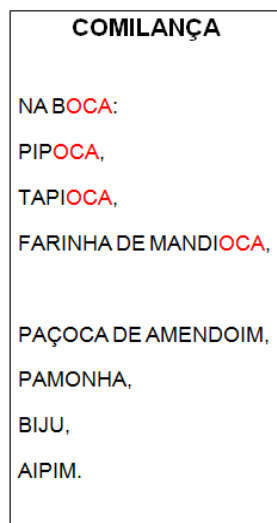 COMILANÇA
NA BOCA:
PIPOCA,
TAPIOCA,
FARINHA DE MANDIOCA,
PAÇOCA DE AMENDOIM,
PAMONHA,
BIJU,
AIPIM.